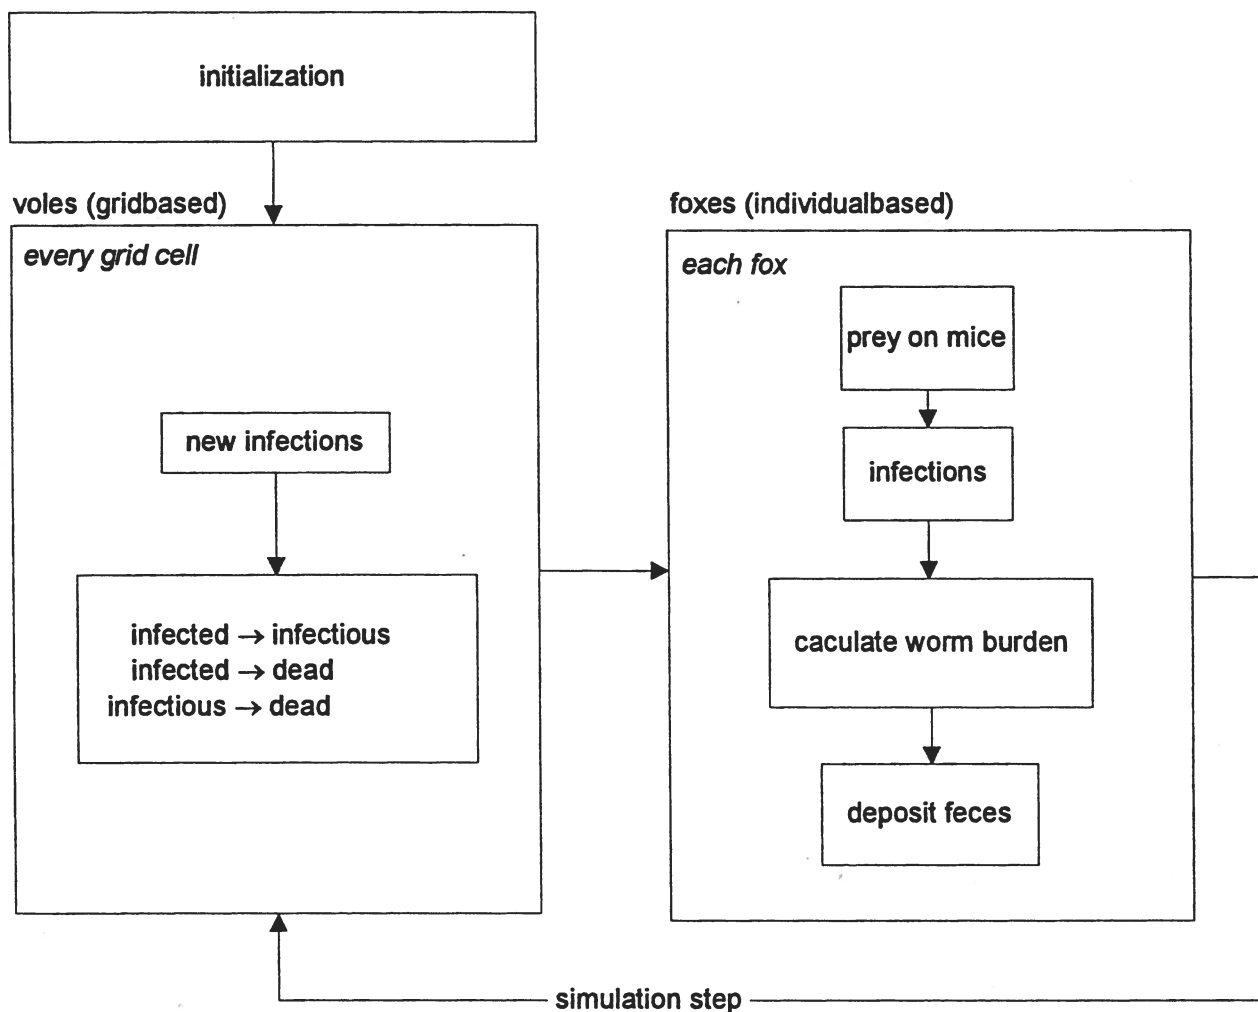 initialization
voles (gridbased)
every grid cell
new infections
infected → infectious
infected → dead
infectious → dead
foxes (individualbased)
each fox
prey on mice
infections
caculate worm burden
deposit feces
simulation step